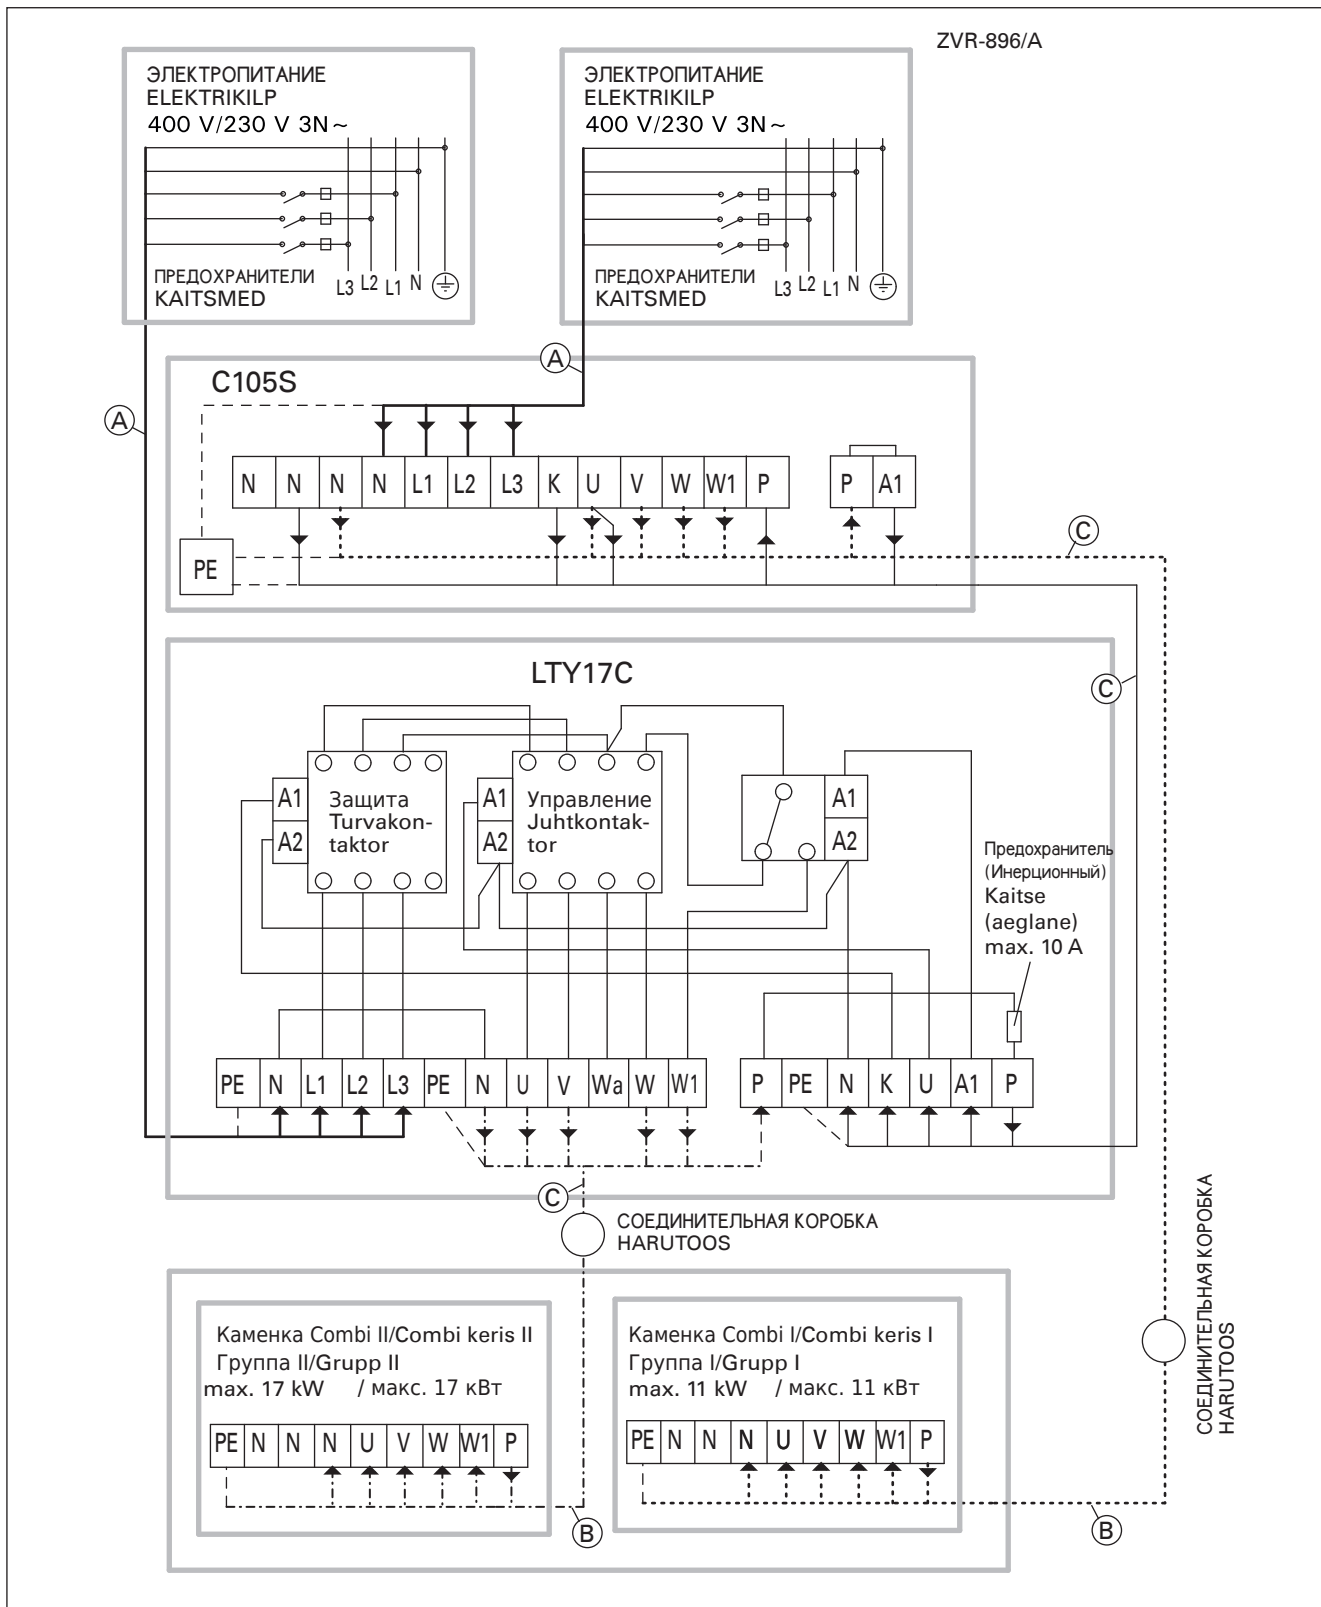 ZVR-896/A
ЭЛЕКТРОПИТАНИЕ
ELEKTRIKILP
400 V/230 V 3N~
ПРЕДОХРАНИТЕЛИ
KAITSMED
L3 L2 L1 N
ЭЛЕКТРОПИТАНИЕ
ELEKTRIKILP
400 V/230 V 3N~
ПРЕДОХРАНИТЕЛИ
KAITSMED
L3 L2 L1 N
A
A
C105S
N N N N L1 L2 L3 K U V W W1 P
P A1
PE
C
LTY17C
C
A1
A2
Защита
Turvakon-
taktor
A1
A2
Управление
Juhtkontak-
tor
A1
A2
Предохранитель
(Инерционный)
Kaitse
(aeglane)
max. 10 A
PE N L1 L2 L3 PE N U V Wa W W1
P PE N K U A1 P
C
СОЕДИНИТЕЛЬНАЯ КОРОБКА
HARUTOOS
СОЕДИНИТЕЛЬНАЯ КОРОБКА
HARUTOOS
Каменка Combi II/Combi keris II
Группа II/Grupp II
max. 17 kW / макс. 17 кВт
PE N N N U V W W1 P
B
Каменка Combi I/Combi keris I
Группа I/Grupp I
max. 11 kW / макс. 11 кВт
PE N N N U V W W1 P
B